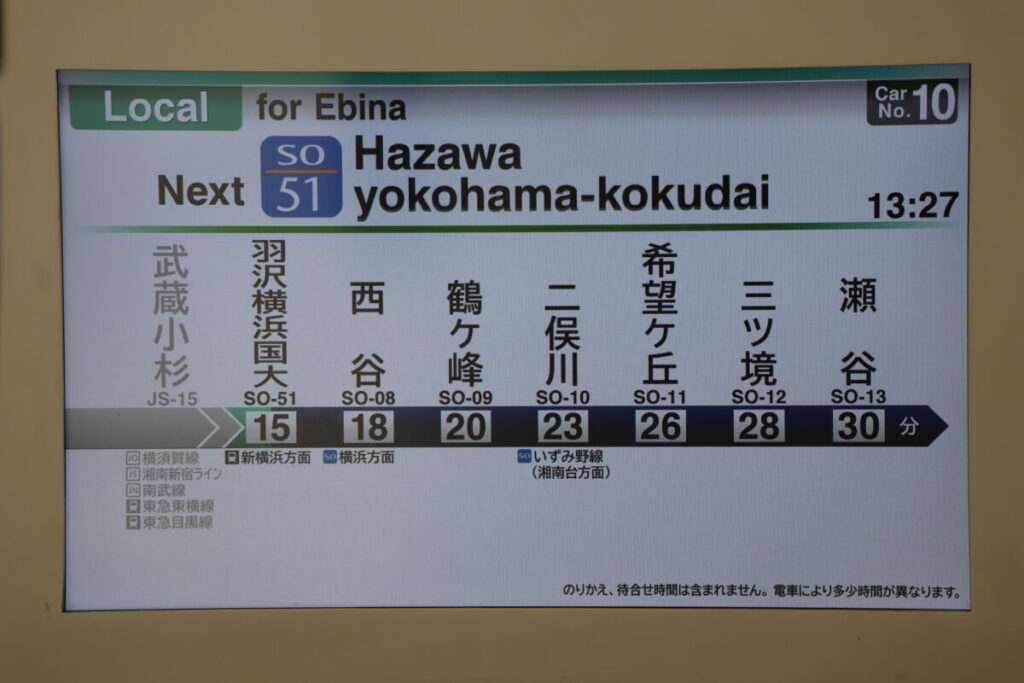 Local for Ebina
Car No. 10
Next SO 51 Hazawa yokohama-kokudai
13:27
武蔵小杉
羽沢横浜国大
西谷
鶴ケ峰
二俣川
希望ケ丘
三ツ境
瀬谷
JS-15 SO-51 SO-08 SO-09 SO-10 SO-11 SO-12 SO-13
15 18 20 23 26 28 30 分
JO 横須賀線
JS 湘南新宿ライン
JN 南武線
東急東横線
東急目黒線
新横浜方面
SO 横浜方面
SO いずみ野線
（湘南台方面）
のりかえ、待合せ時間は含まれません。電車により多少時間が異なります。